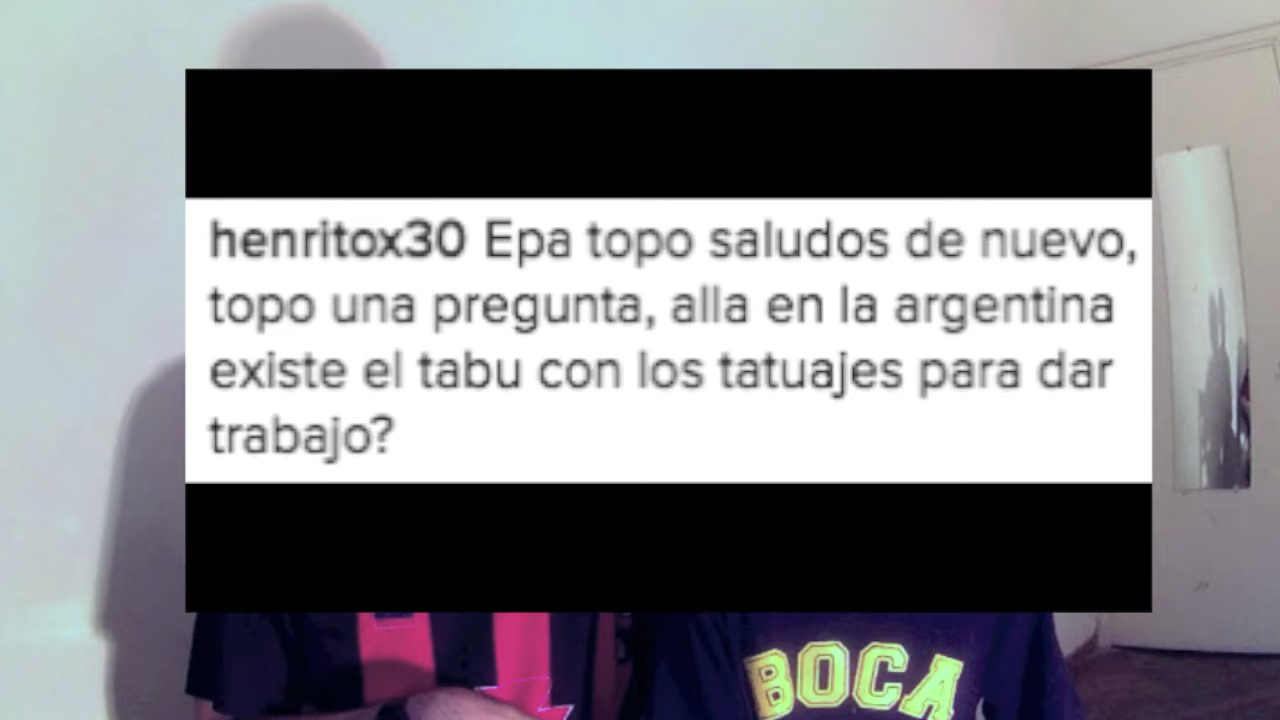 henritox30 Epa topo saludos de nuevo,
topo una pregunta, alla en la argentina
existe el tabu con los tatuajes para dar
trabajo?
BOCA